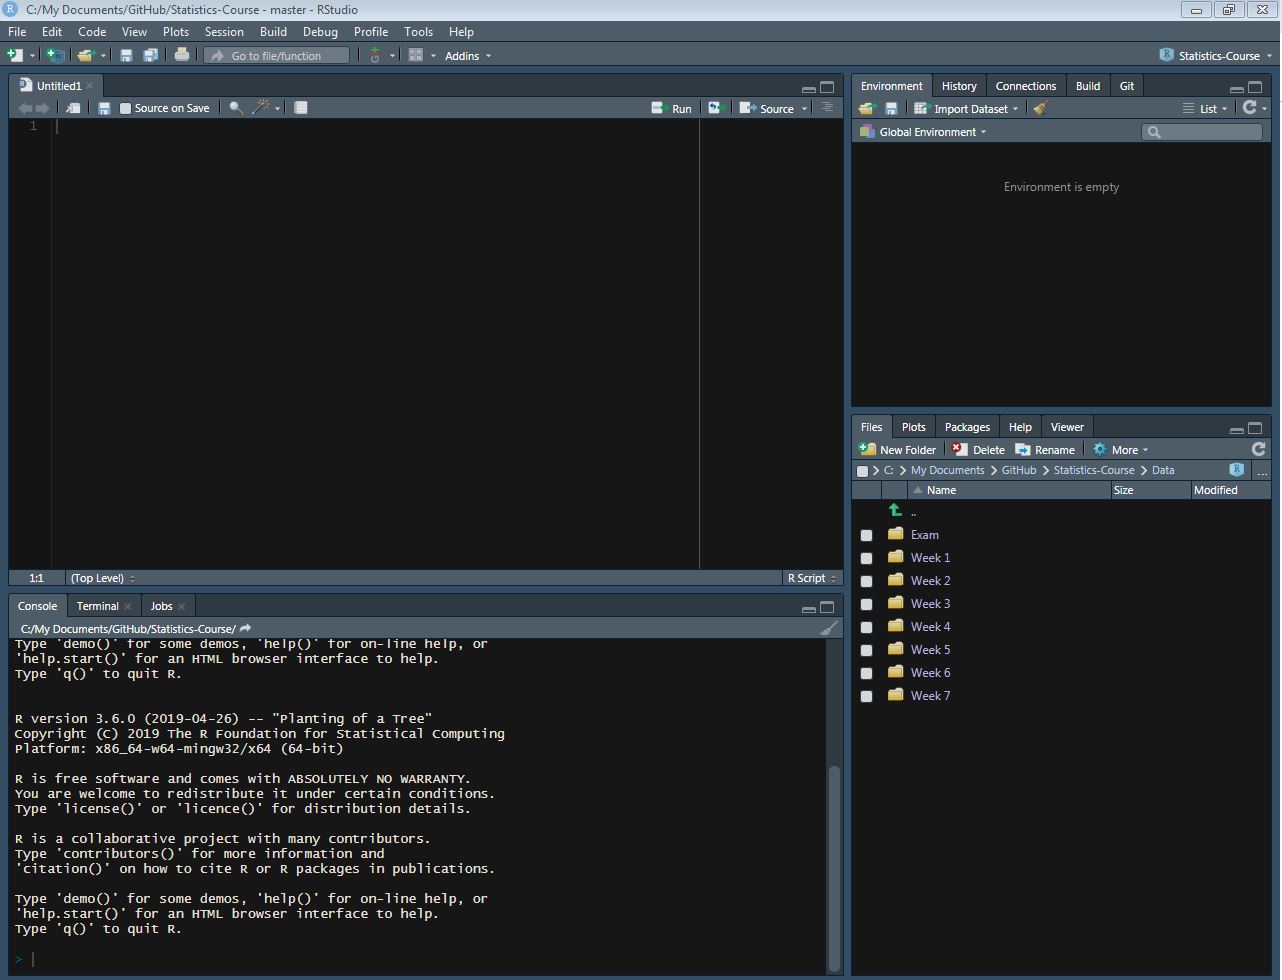 C:/My Documents/GitHub/Statistics-Course - master - RStudio
File Edit Code View Plots Session Build Debug Profile Tools Help
Go to file/function Addins Statistics-Course
Untitled1
Source on Save Run Source
1
1:1 (Top Level) R Script
Console Terminal Jobs
C:/My Documents/GitHub/Statistics-Course/
Type 'demo()' for some demos, 'help()' for on-line help, or
'help.start()' for an HTML browser interface to help.
Type 'q()' to quit R.
R version 3.6.0 (2019-04-26) -- "Planting of a Tree"
Copyright (C) 2019 The R Foundation for Statistical Computing
Platform: x86_64-w64-mingw32/x64 (64-bit)
R is free software and comes with ABSOLUTELY NO WARRANTY.
You are welcome to redistribute it under certain conditions.
Type 'license()' or 'licence()' for distribution details.
R is a collaborative project with many contributors.
Type 'contributors()' for more information and
'citation()' on how to cite R or R packages in publications.
Type 'demo()' for some demos, 'help()' for on-line help, or
'help.start()' for an HTML browser interface to help.
Type 'q()' to quit R.
>
Environment History Connections Build Git
Import Dataset List
Global Environment
Environment is empty
Files Plots Packages Help Viewer
New Folder Delete Rename More
C: > My Documents > GitHub > Statistics-Course > Data ...
Name Size Modified
..
Exam
Week 1
Week 2
Week 3
Week 4
Week 5
Week 6
Week 7